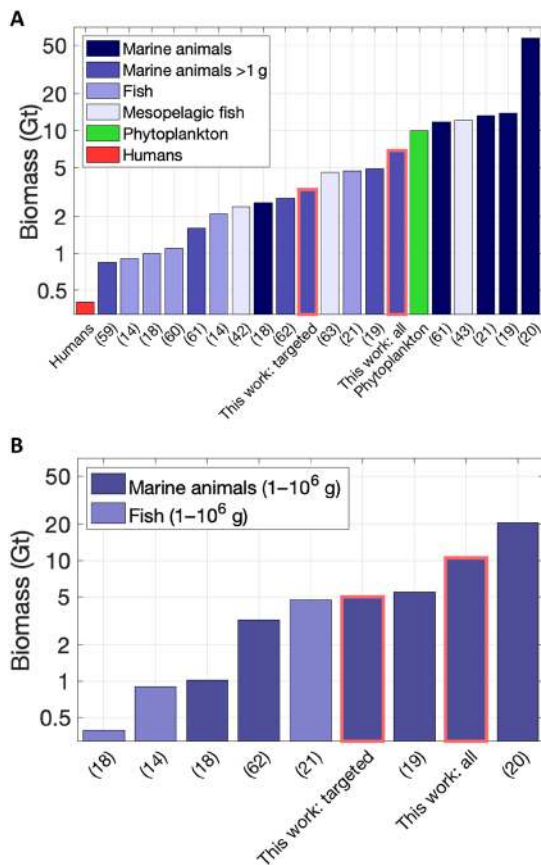 A
50
20
10
5
2
1
0.5
Biomass (Gt)
Marine animals
Marine animals >1 g
Fish
Mesopelagic fish
Phytoplankton
Humans
Humans
(59)
(14)
(18)
(60)
(61)
(14)
(42)
(18)
(62)
This work: targeted
(63)
(21)
(19)
This work: all
Phytoplankton
(61)
(43)
(21)
(19)
(20)
B
50
20
10
5
2
1
0.5
Biomass (Gt)
Marine animals (1–10⁶ g)
Fish (1–10⁶ g)
(18)
(14)
(18)
(62)
(21)
This work: targeted
(19)
This work: all
(20)